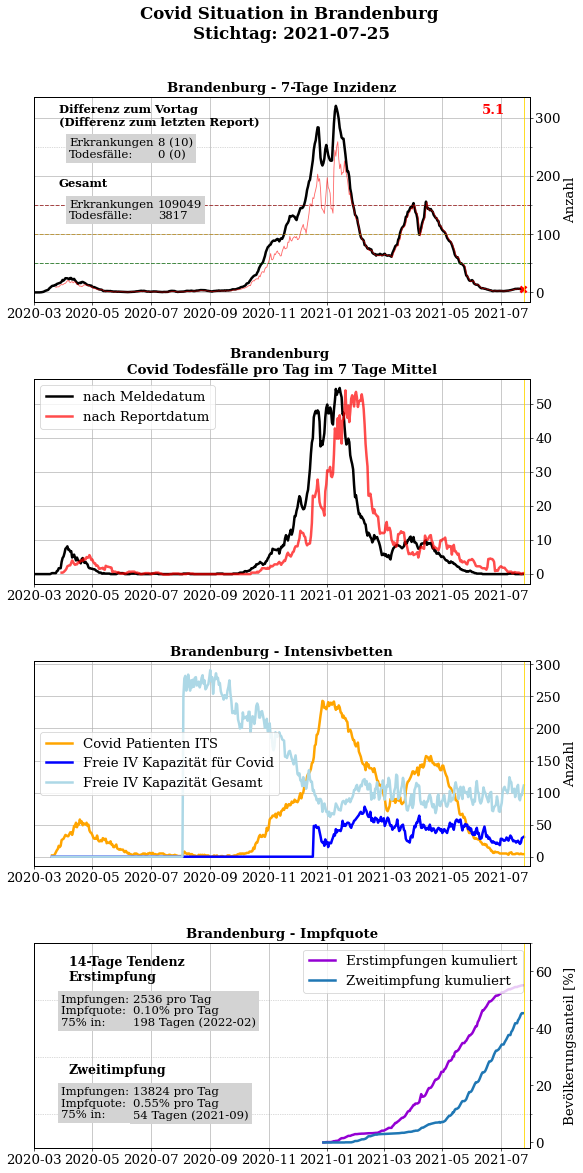 Covid Situation in Brandenburg
Stichtag: 2021-07-25
Brandenburg - 7-Tage Inzidenz
5.1
Differenz zum Vortag
(Differenz zum letzten Report)
Erkrankungen 8 (10)
Todesfälle: 0 (0)
Gesamt
Erkrankungen 109049
Todesfälle: 3817
300
200
100
0
Anzahl
2020-03 2020-05 2020-07 2020-09 2020-11 2021-01 2021-03 2021-05 2021-07
Brandenburg
Covid Todesfälle pro Tag im 7 Tage Mittel
nach Meldedatum
nach Reportdatum
50
40
30
20
10
0
2020-03 2020-05 2020-07 2020-09 2020-11 2021-01 2021-03 2021-05 2021-07
Brandenburg - Intensivbetten
Covid Patienten ITS
Freie IV Kapazität für Covid
Freie IV Kapazität Gesamt
300
250
200
150
100
50
0
Anzahl
2020-03 2020-05 2020-07 2020-09 2020-11 2021-01 2021-03 2021-05 2021-07
Brandenburg - Impfquote
14-Tage Tendenz
Erstimpfung
Impfungen: 2536 pro Tag
Impfquote: 0.10% pro Tag
75% in: 198 Tagen (2022-02)
Zweitimpfung
Impfungen: 13824 pro Tag
Impfquote: 0.55% pro Tag
75% in: 54 Tagen (2021-09)
Erstimpfungen kumuliert
Zweitimpfung kumuliert
60
40
20
0
Bevölkerungsanteil [%]
2020-03 2020-05 2020-07 2020-09 2020-11 2021-01 2021-03 2021-05 2021-07